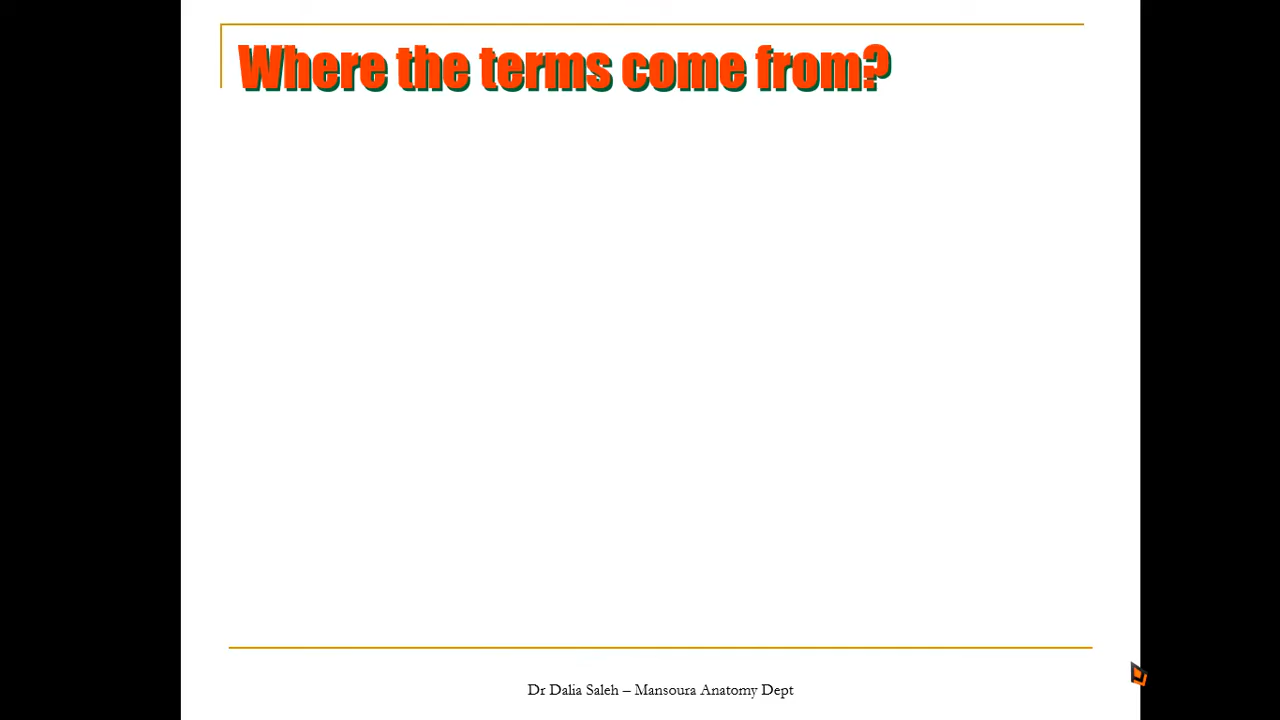 Where the terms come from?
Dr Dalia Saleh – Mansoura Anatomy Dept